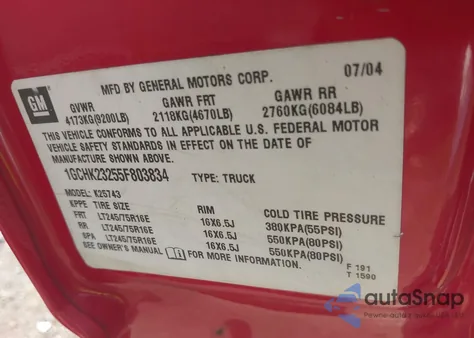 GM
MFD BY GENERAL MOTORS CORP. 07/04
GVWR GAWR FRT GAWR RR
4173KG(9200LB) 2118KG(4670LB) 2760KG(6084LB)
THIS VEHICLE CONFORMS TO ALL APPLICABLE U.S. FEDERAL MOTOR
VEHICLE SAFETY STANDARDS IN EFFECT ON THE DATE OF
MANUFACTURE SHOWN ABOVE.
1GCHK23255F803834 TYPE: TRUCK
MODEL: K25743
KPPE TIRE SIZE RIM COLD TIRE PRESSURE
FRT LT245/75R16E 16X6.5J 380KPA(55PSI)
RR LT245/75R16E 16X6.5J 550KPA(80PSI)
SPA LT245/75R16E 16X6.5J 550KPA(80PSI)
SEE OWNER'S MANUAL FOR MORE INFORMATION.
F 191
T 1590
autoSnap